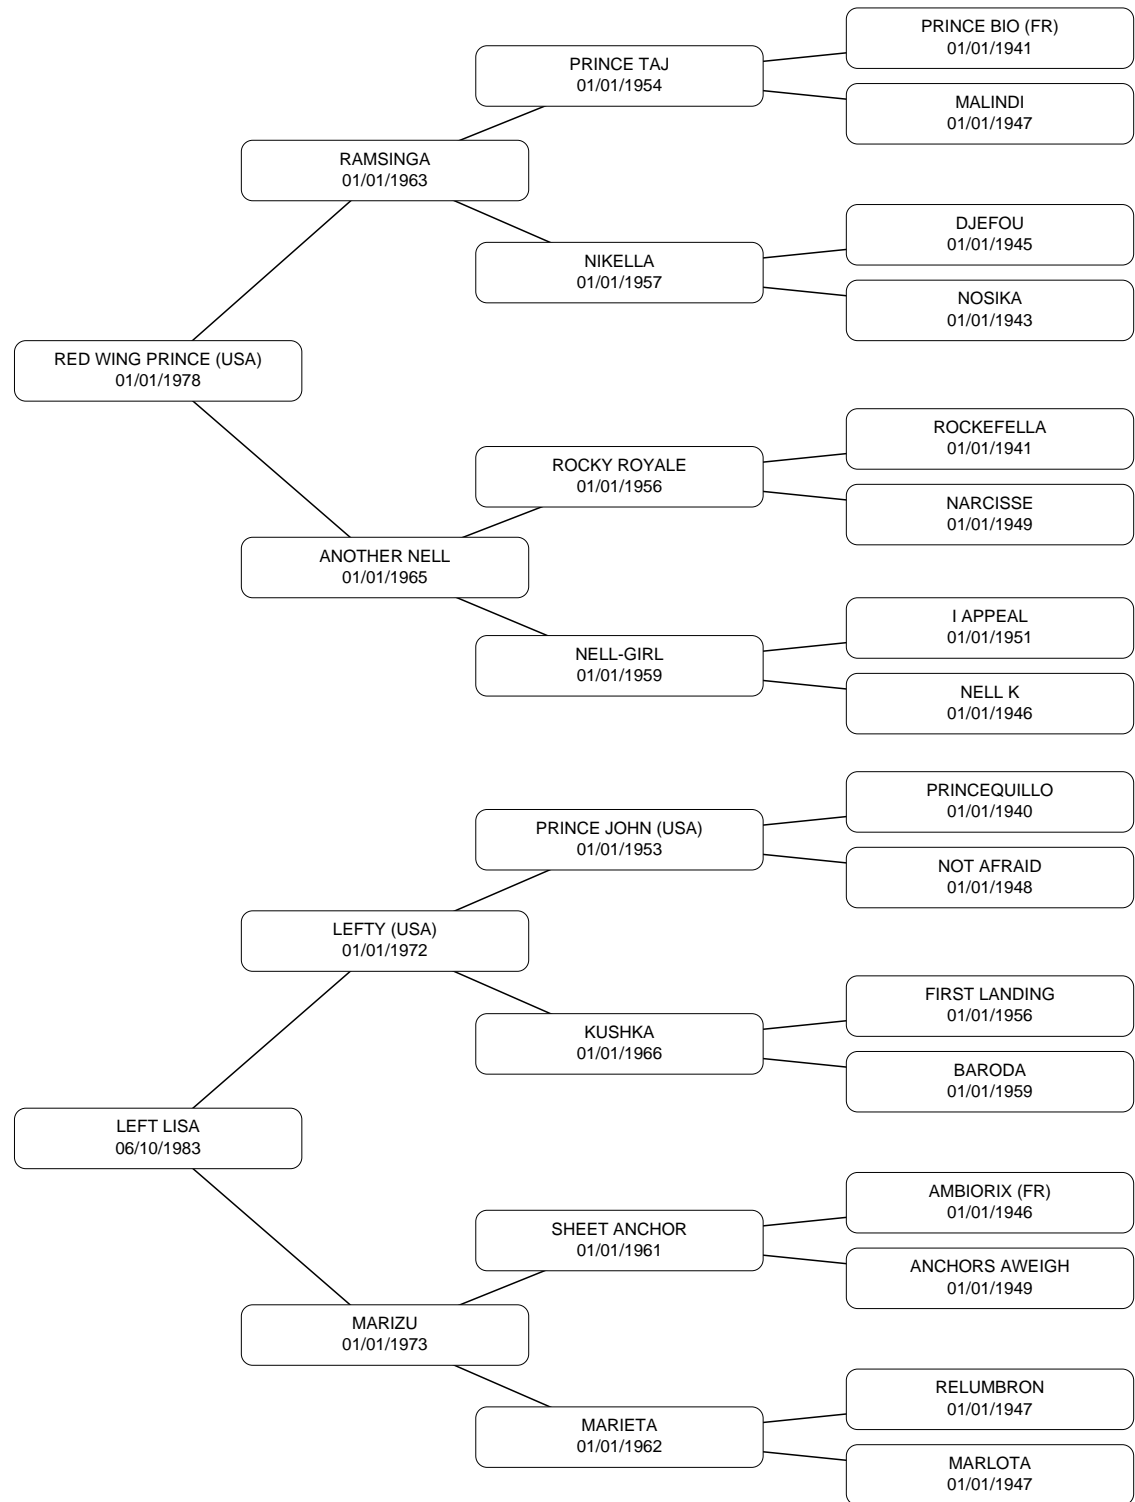 PRINCE BIO (FR)
01/01/1941
PRINCE TAJ
01/01/1954
MALINDI
01/01/1947
RAMSINGA
01/01/1963
DJEFOU
01/01/1945
NIKELLA
01/01/1957
NOSIKA
01/01/1943
RED WING PRINCE (USA)
01/01/1978
ROCKEFELLA
01/01/1941
ROCKY ROYALE
01/01/1956
NARCISSE
01/01/1949
ANOTHER NELL
01/01/1965
I APPEAL
01/01/1951
NELL-GIRL
01/01/1959
NELL K
01/01/1946
PRINCEQUILLO
01/01/1940
PRINCE JOHN (USA)
01/01/1953
NOT AFRAID
01/01/1948
LEFTY (USA)
01/01/1972
FIRST LANDING
01/01/1956
KUSHKA
01/01/1966
BARODA
01/01/1959
LEFT LISA
06/10/1983
AMBIORIX (FR)
01/01/1946
SHEET ANCHOR
01/01/1961
ANCHORS AWEIGH
01/01/1949
MARIZU
01/01/1973
RELUMBRON
01/01/1947
MARIETA
01/01/1962
MARLOTA
01/01/1947